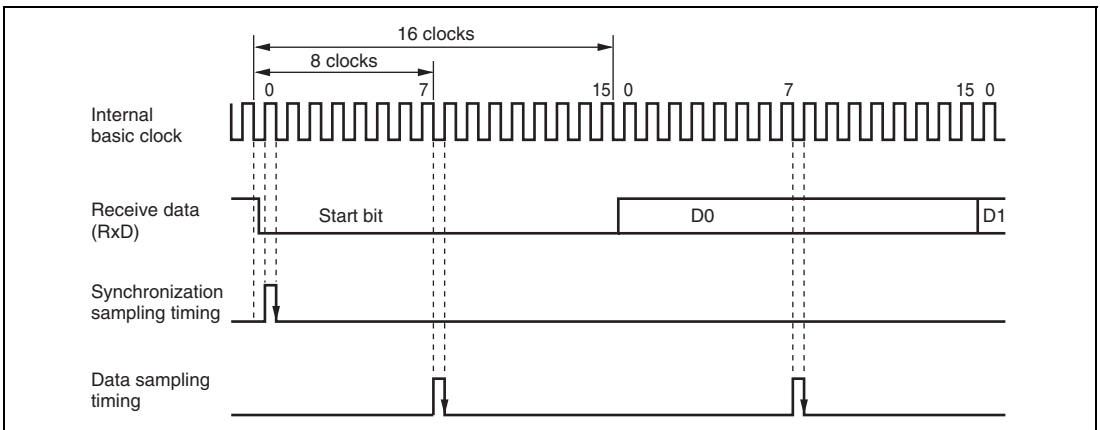 16 clocks
8 clocks
0 7 15 0 7 15 0
Internal
basic clock
Receive data
(RxD)
Start bit D0 D1
Synchronization
sampling timing
Data sampling
timing